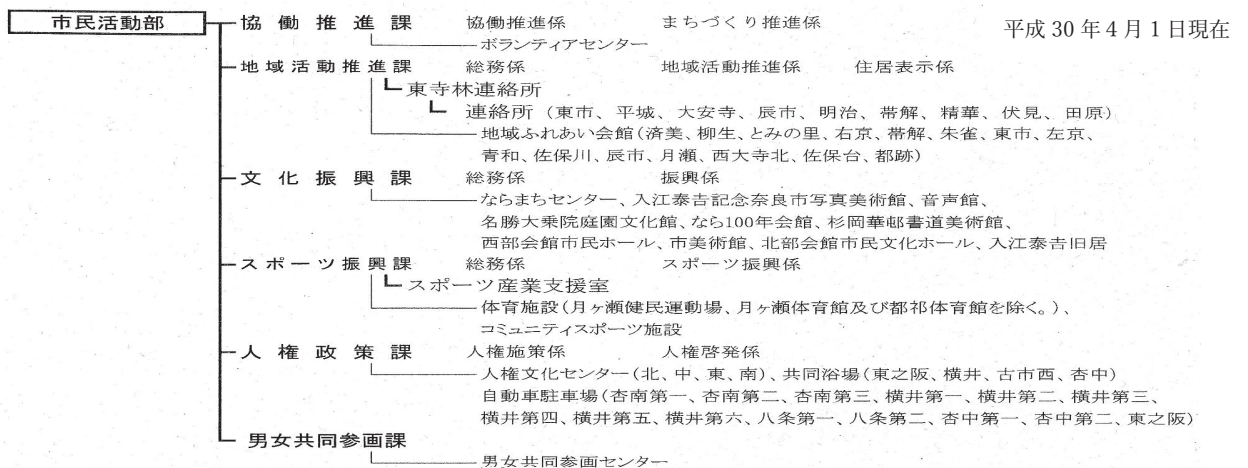 市民活動部
平成30年4月1日現在
協働推進課 協働推進係 まちづくり推進係
ボランティアセンター
地域活動推進課 総務係 地域活動推進係 住居表示係
東寺林連絡所
連絡所（東市、平城、大安寺、辰市、明治、帯解、精華、伏見、田原）
地域ふれあい会館（済美、柳生、とみの里、右京、帯解、朱雀、東市、左京、
青和、佐保川、辰市、月瀬、西大寺北、佐保台、都跡）
文化振興課 総務係 振興係
ならまちセンター、入江泰𠮷記念奈良市写真美術館、音声館、
名勝大乗院庭園文化館、なら100年会館、杉岡華邨書道美術館、
西部会館市民ホール、市美術館、北部会館市民文化ホール、入江泰𠮷旧居
スポーツ振興課 総務係 スポーツ振興係
スポーツ産業支援室
体育施設（月ヶ瀬健民運動場、月ヶ瀬体育館及び都祁体育館を除く。）、
コミュニティスポーツ施設
人権政策課 人権施策係 人権啓発係
人権文化センター（北、中、東、南）、共同浴場（東之阪、横井、古市西、杏中）
自動車駐車場（杏南第一、杏南第二、杏南第三、横井第一、横井第二、横井第三、
横井第四、横井第五、横井第六、八条第一、八条第二、杏中第一、杏中第二、東之阪）
男女共同参画課
男女共同参画センター